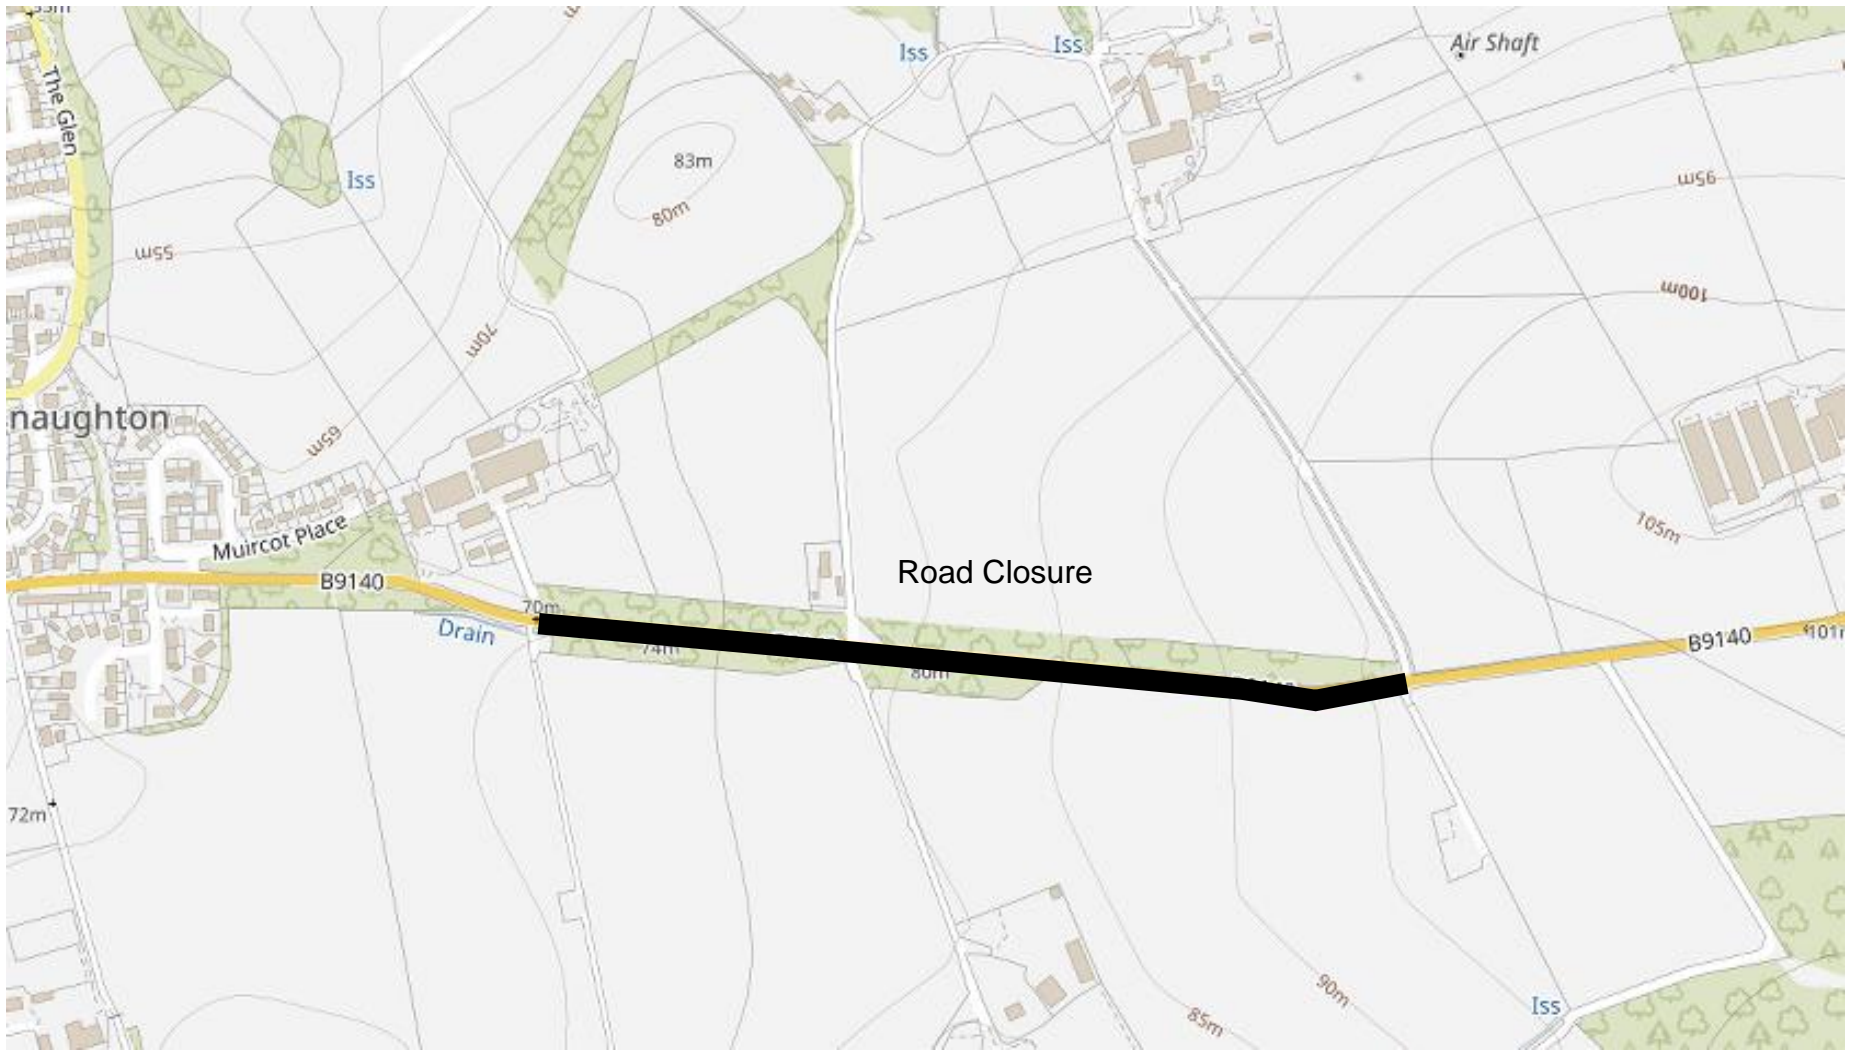 Iss
Iss
Air Shaft
The Glen
83m
Iss
95m
80m
55m
100m
70m
naughton
65m
105m
Muircot Place
Road Closure
B9140
70m
Drain
74m
80m
B9140
72m
90m
85m
Iss